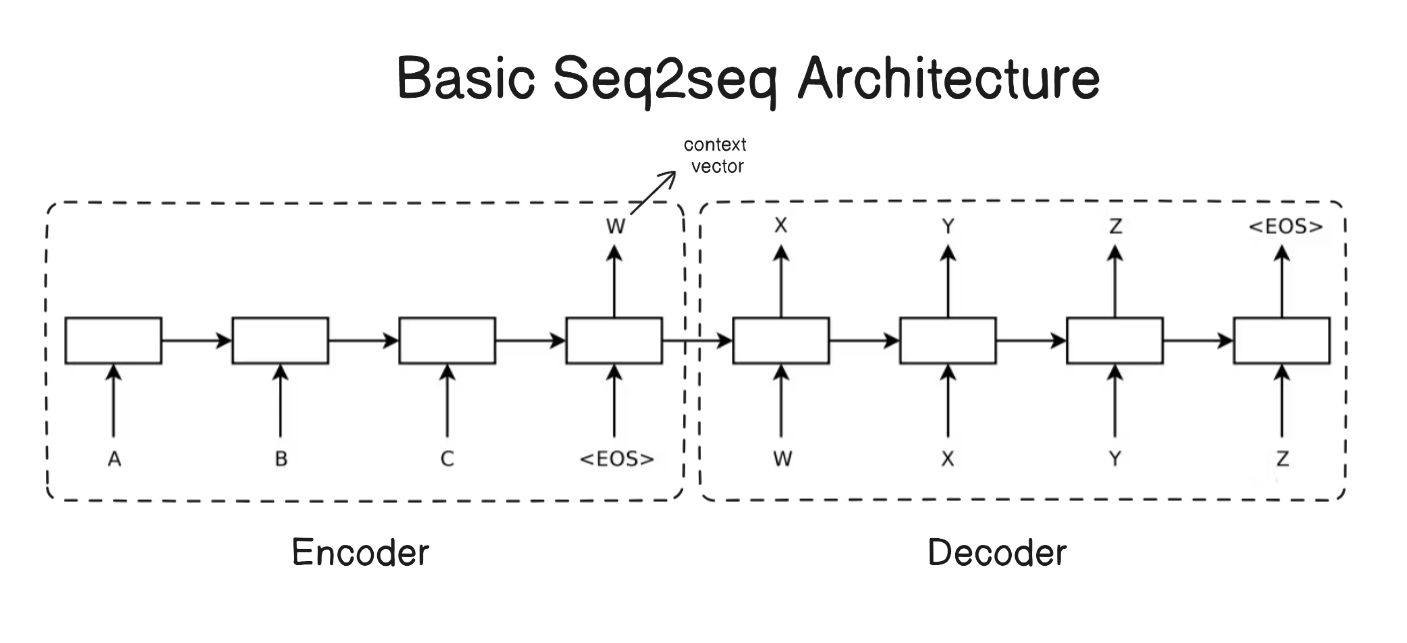 Basic Seq2seq Architecture
context
vector
W X Y Z <EOS>
A B C <EOS> W X Y Z
Encoder Decoder